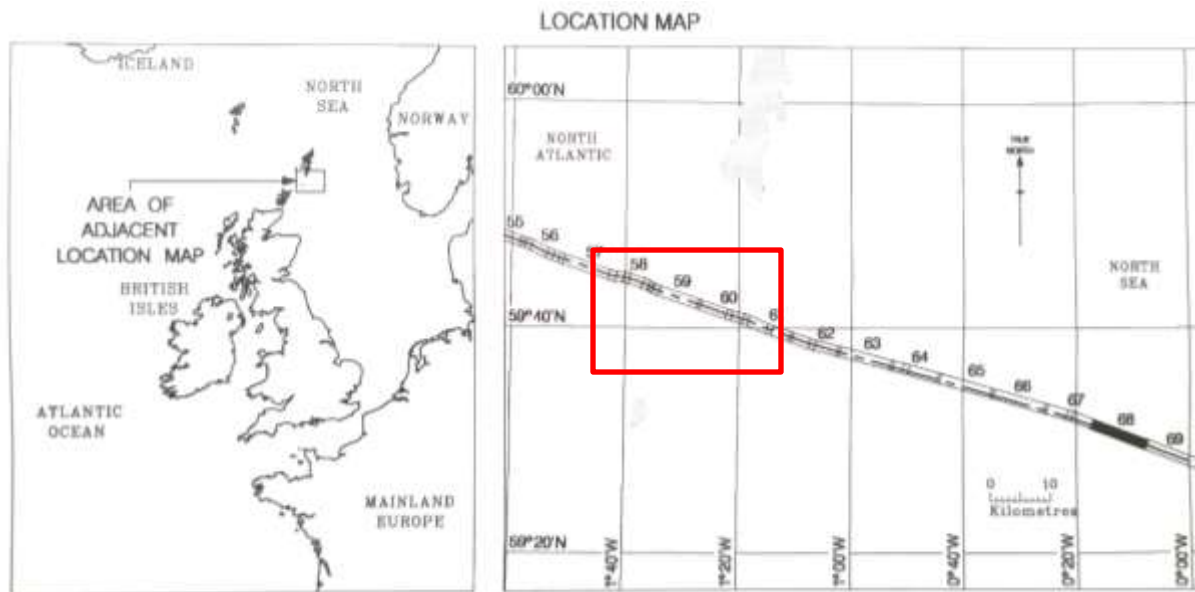 LOCATION MAP
ICELAND
NORTH
SEA
NORWAY
AREA OF
ADJACENT
LOCATION MAP
BRITISH
ISLES
ATLANTIC
OCEAN
MAINLAND
EUROPE
60°00'N
NORTH
ATLANTIC
TRUE
NORTH
NORTH
SEA
55
56
58
59
60
6
62
63
64
65
66
67
68
69
59°40'N
0 10
Kilometres
59°20'N
1°40'W
1°20'W
1°00'W
0°40'W
0°20'W
0°00'W